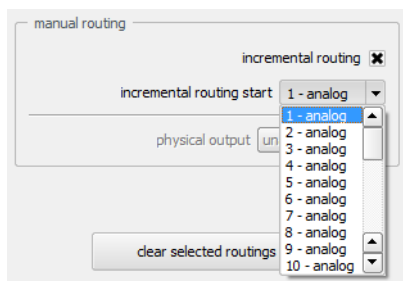 manual routing
incremental routing
incremental routing start 1 - analog
1 - analog
2 - analog
physical output un
3 - analog
4 - analog
5 - analog
6 - analog
7 - analog
8 - analog
clear selected routings
9 - analog
10 - analog